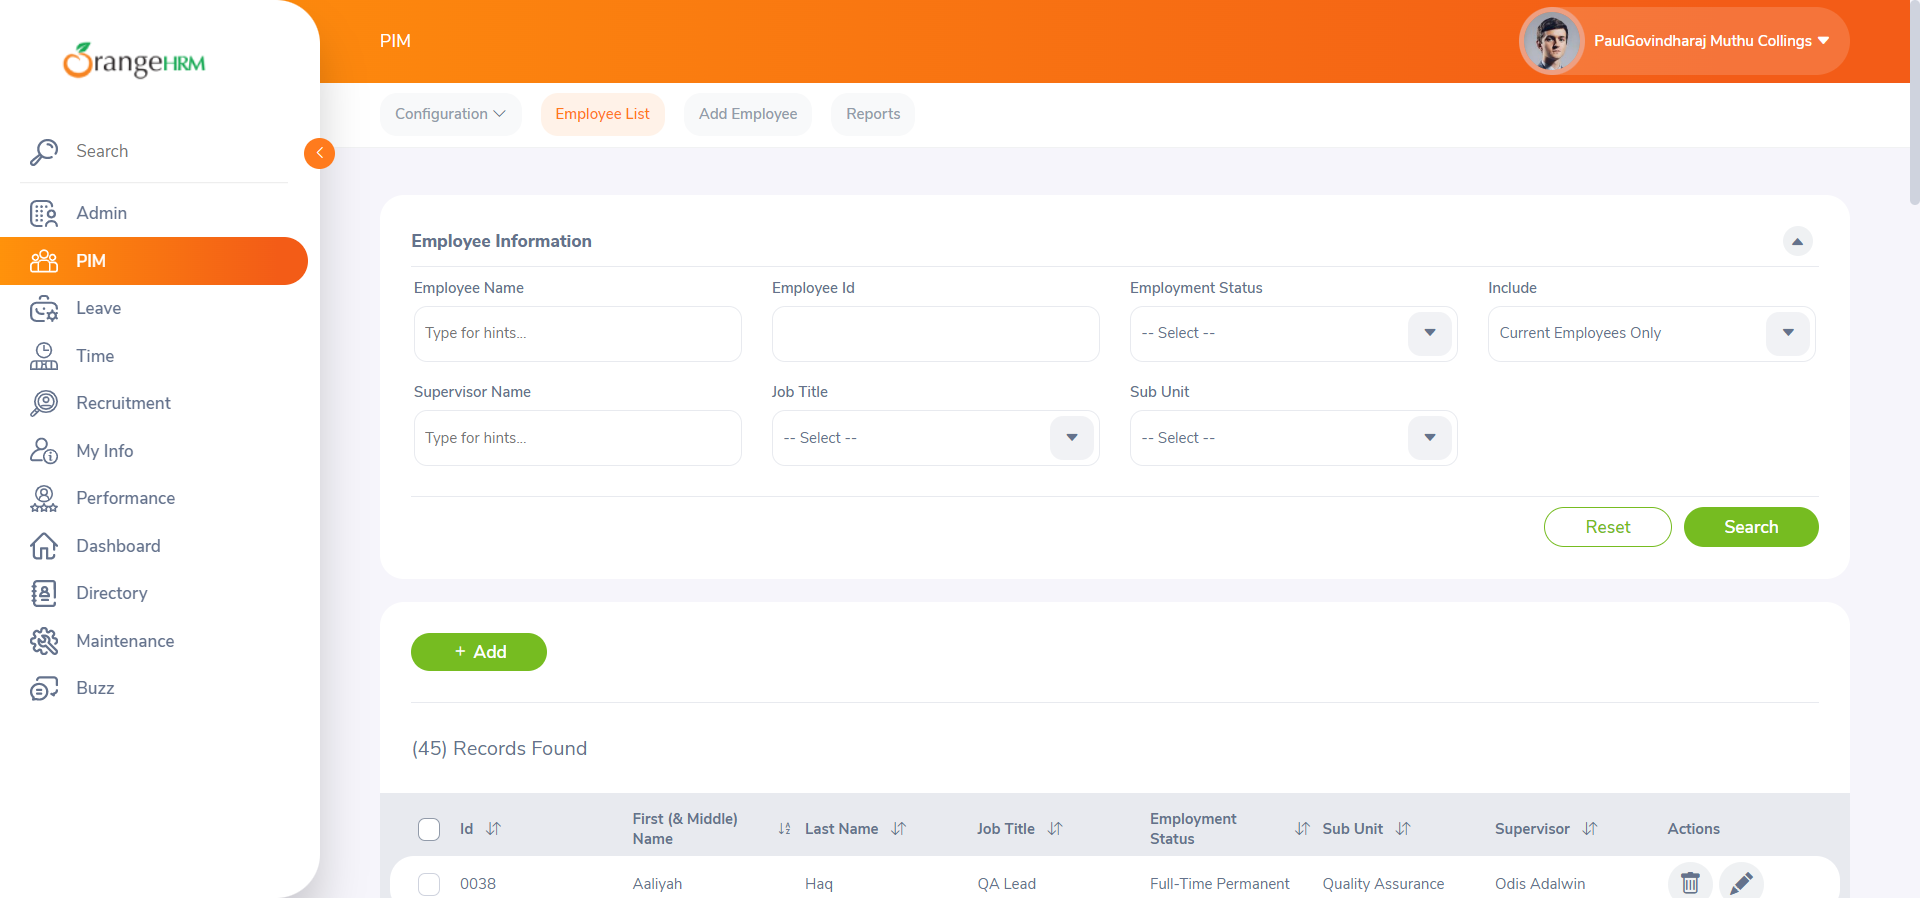 OrangeHRM
PIM
PaulGovindharaj Muthu Collings
Search
Admin
PIM
Leave
Time
Recruitment
My Info
Performance
Dashboard
Directory
Maintenance
Buzz
Configuration
Employee List
Add Employee
Reports
Employee Information
Employee Name
Employee Id
Employment Status
Include
Type for hints...
-- Select --
Current Employees Only
Supervisor Name
Job Title
Sub Unit
Type for hints...
-- Select --
-- Select --
Reset
Search
+ Add
(45) Records Found
Id
First (& Middle)
Name
Last Name
Job Title
Employment
Status
Sub Unit
Supervisor
Actions
0038
Aaliyah
Haq
QA Lead
Full-Time Permanent
Quality Assurance
Odis Adalwin